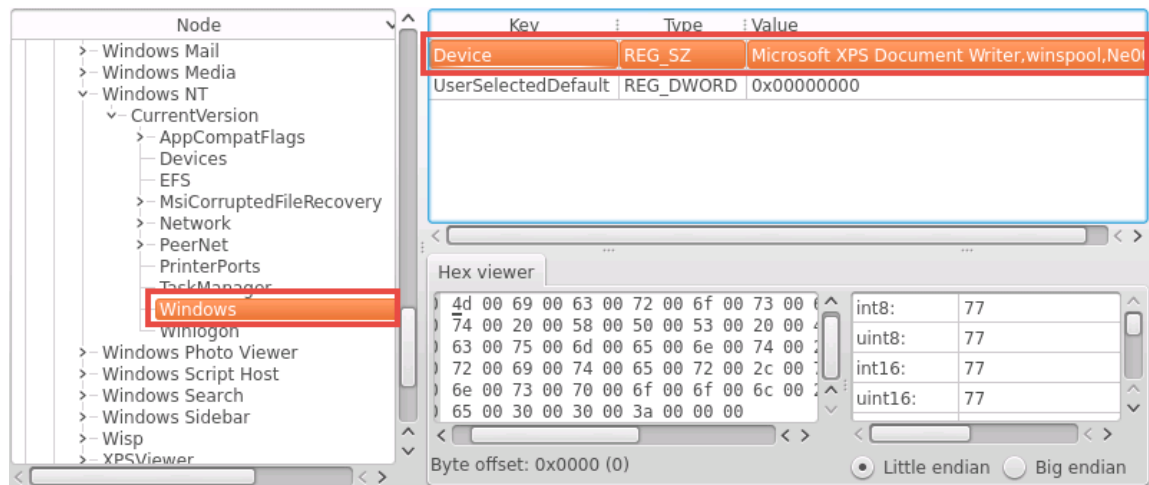 Node
Windows Mail
Windows Media
Windows NT
CurrentVersion
AppCompatFlags
Devices
EFS
MsiCorruptedFileRecovery
Network
PeerNet
PrinterPorts
TaskManager
Windows
Winlogon
Windows Photo Viewer
Windows Script Host
Windows Search
Windows Sidebar
Wisp
XPSViewer
Key Type Value
Device REG_SZ Microsoft XPS Document Writer,winspool,Ne0
UserSelectedDefault REG_DWORD 0x00000000
Hex viewer
4d 00 69 00 63 00 72 00 6f 00 73 00
74 00 20 00 58 00 50 00 53 00 20 00
63 00 75 00 6d 00 65 00 6e 00 74 00
72 00 69 00 74 00 65 00 72 00 2c 00
6e 00 73 00 70 00 6f 00 6f 00 6c 00
65 00 30 00 30 00 3a 00 00 00
int8: 77
uint8: 77
int16: 77
uint16: 77
Byte offset: 0x0000 (0)
Little endian Big endian